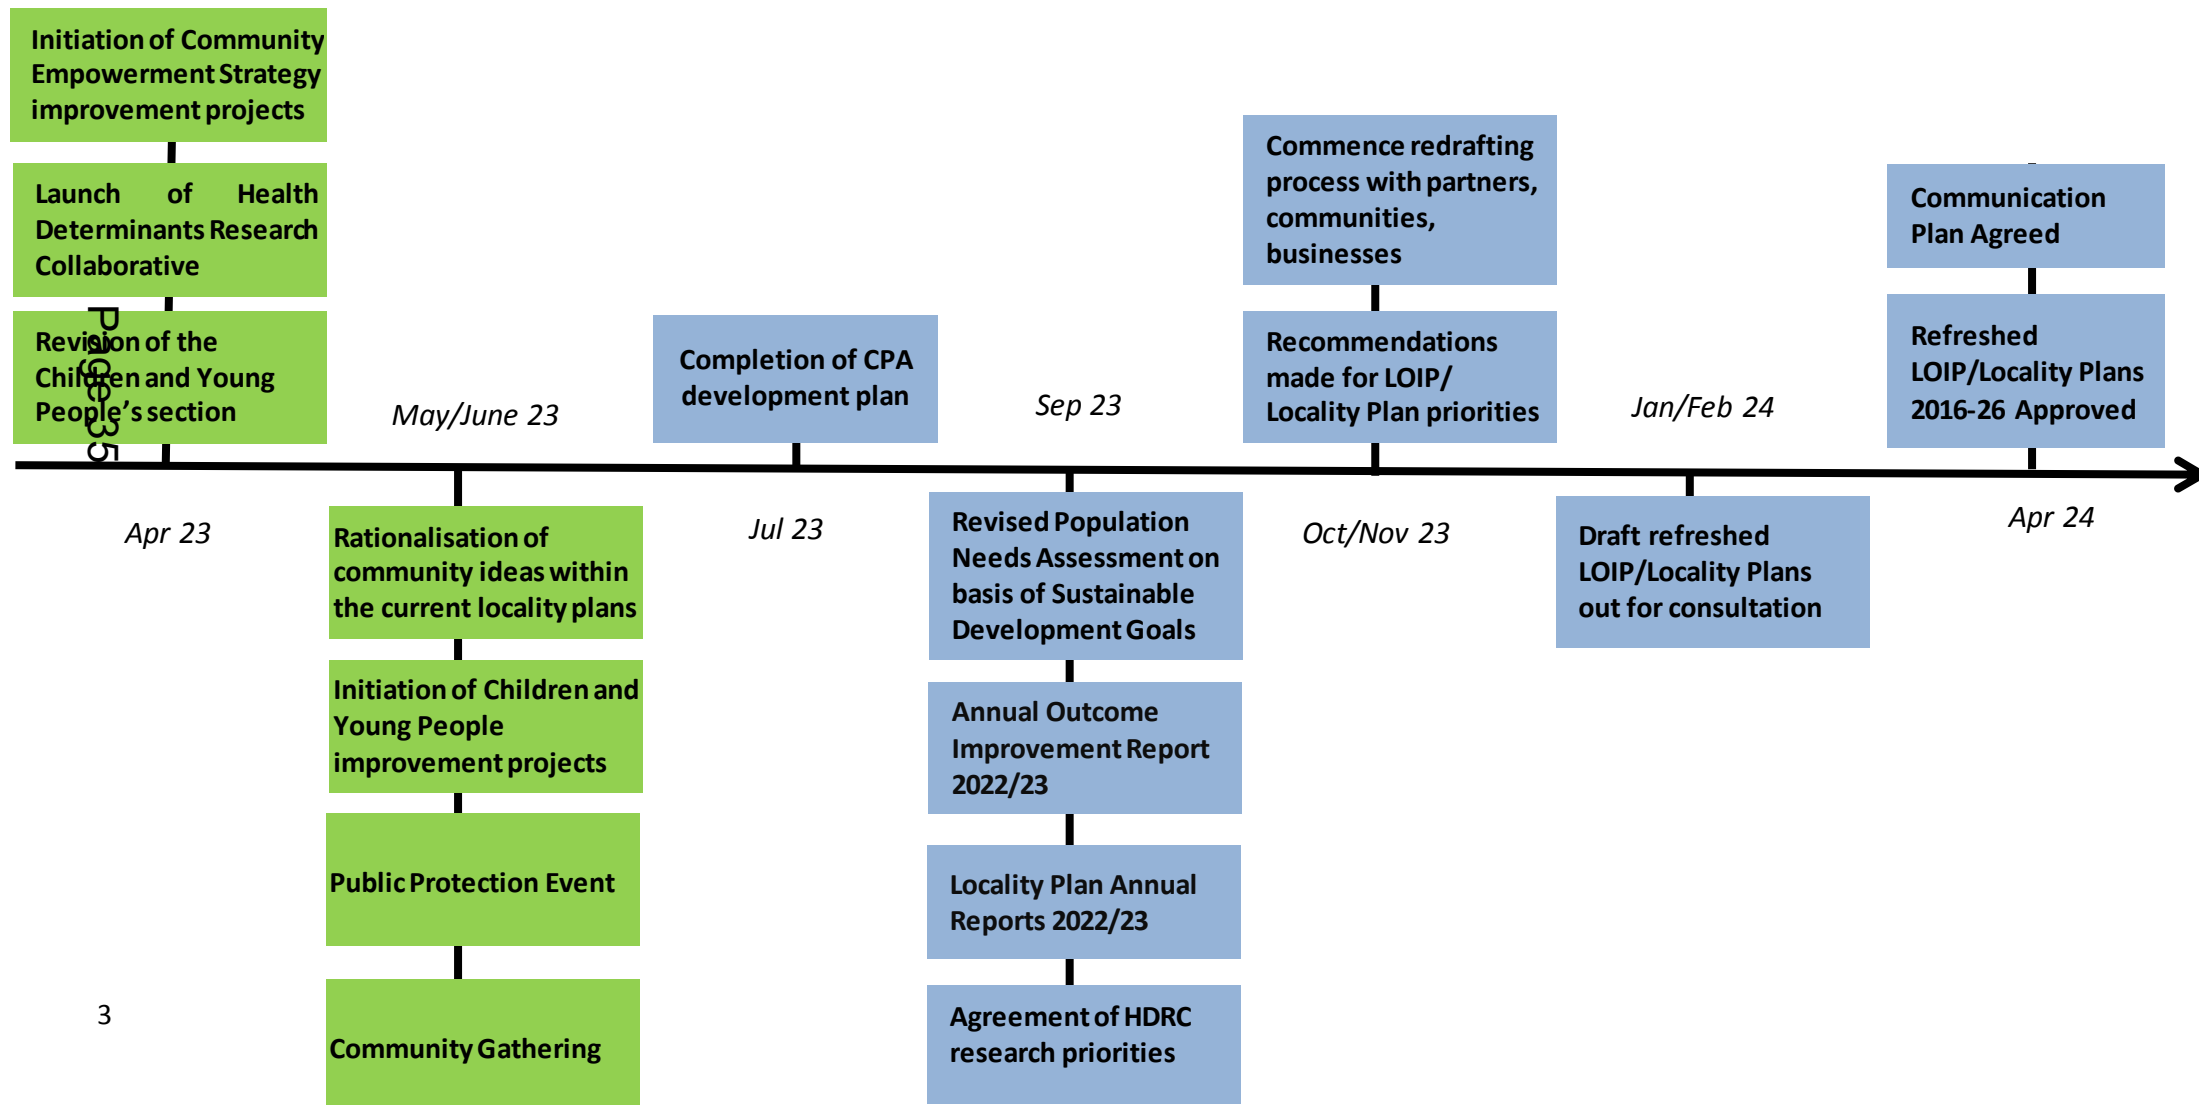 Initiation of Community
Empowerment Strategy
improvement projects
Launch of Health
Determinants Research
Collaborative
Revision of the
Children and Young
People's section
Page 35
Apr 23
May/June 23
Rationalisation of
community ideas within
the current locality plans
Initiation of Children and
Young People
improvement projects
Public Protection Event
Community Gathering
Completion of CPA
development plan
Jul 23
Sep 23
Revised Population
Needs Assessment on
basis of Sustainable
Development Goals
Annual Outcome
Improvement Report
2022/23
Locality Plan Annual
Reports 2022/23
Agreement of HDRC
research priorities
Commence redrafting
process with partners,
communities,
businesses
Recommendations
made for LOIP/
Locality Plan priorities
Oct/Nov 23
Jan/Feb 24
Draft refreshed
LOIP/Locality Plans
out for consultation
Communication
Plan Agreed
Refreshed
LOIP/Locality Plans
2016-26 Approved
Apr 24
3